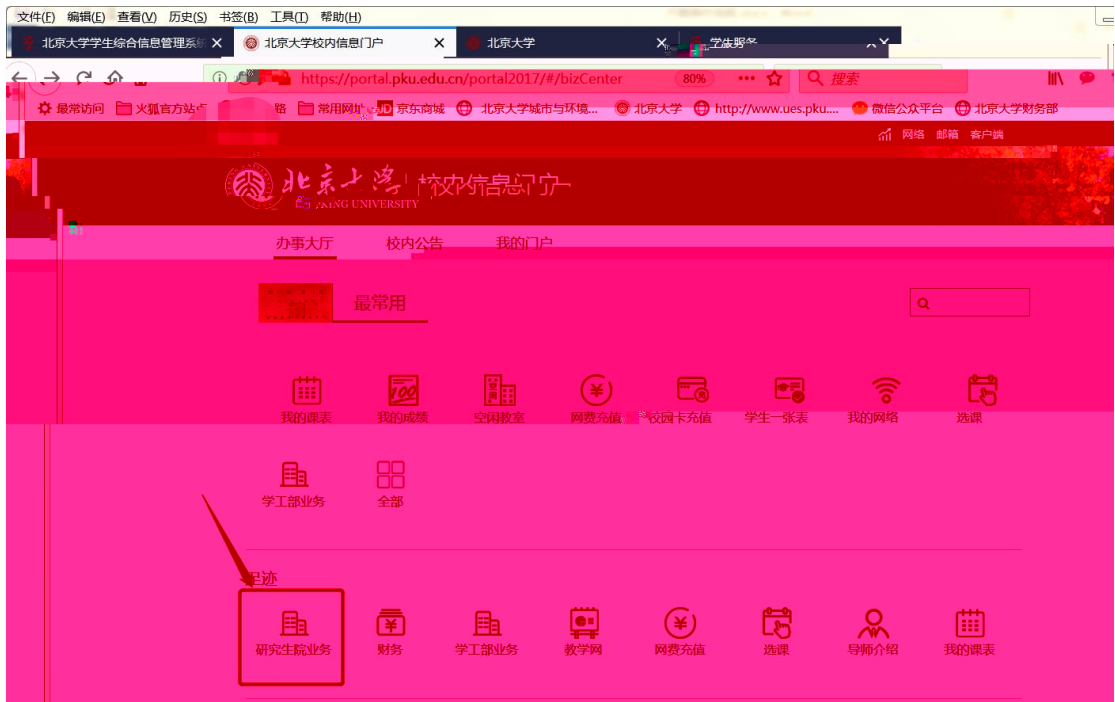 文件(F) 编辑(E) 查看(V) 历史(S) 书签(B) 工具(T) 帮助(H)
北京大学学生综合信息管理系统 × 北京大学校内信息门户 × 北京大学 ×
https://portal.pku.edu.cn/portal2017/#/bizCenter 80% 搜索
最常访问 火狐官方站点 常用网址 JD 京东商城 北京大学城市与环境... 北京大学 http://www.ues.pku.... 微信公众平台 北京大学财务部
网络 邮箱 客户端
北京大学 校内信息门户
PEKING UNIVERSITY
办事大厅 校内公告 我的门户
最常用
我的课表 我的成绩 空闲教室 网费充值 校园卡充值 学生一张表 我的网络 选课
学工部业务 全部
足迹
研究生院业务 财务 学工部业务 教学网 网费充值 选课 导师介绍 我的课表